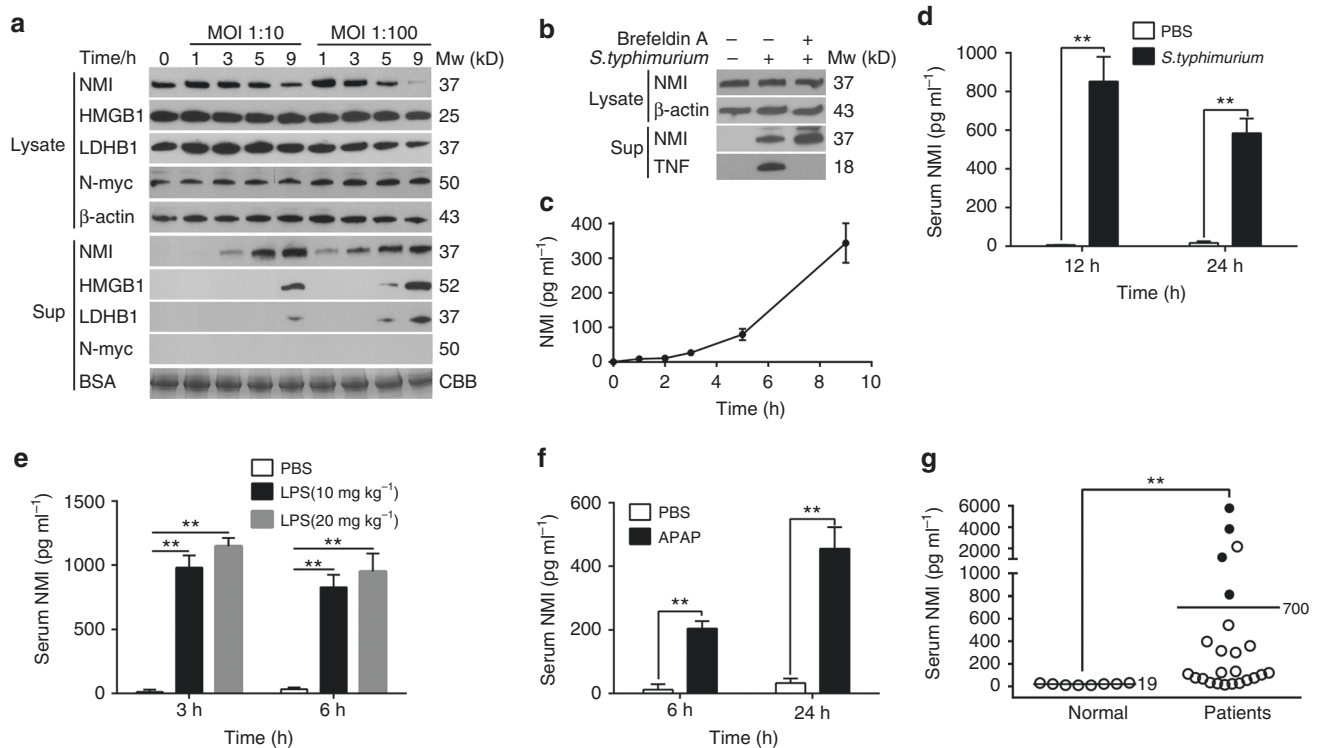 a
MOI 1:10 MOI 1:100
Time/h 0 1 3 5 9 1 3 5 9 Mw (kD)
Lysate
NMI 37
HMGB1 25
LDHB1 37
N-myc 50
β-actin 43
Sup
NMI 37
HMGB1 52
LDHB1 37
N-myc 50
BSA CBB
b
Brefeldin A – – +
S.typhimurium – + + Mw (kD)
Lysate
NMI 37
β-actin 43
Sup
NMI 37
TNF 18
c
NMI (pg ml⁻¹)
400
300
200
100
0
0 2 4 6 8 10
Time (h)
d
PBS
S.typhimurium
Serum NMI (pg ml⁻¹)
1000
800
600
400
200
0
**
**
12 h 24 h
Time (h)
e
PBS
LPS(10 mg kg⁻¹)
LPS(20 mg kg⁻¹)
Serum NMI (pg ml⁻¹)
1500
1000
500
0
**
**
**
**
3 h 6 h
Time (h)
f
PBS
APAP
Serum NMI (pg ml⁻¹)
600
400
200
0
**
**
6 h 24 h
Time (h)
g
Serum NMI (pg ml⁻¹)
6000
4000
2000
1000
800
600
400
200
0
**
700
19
Normal Patients